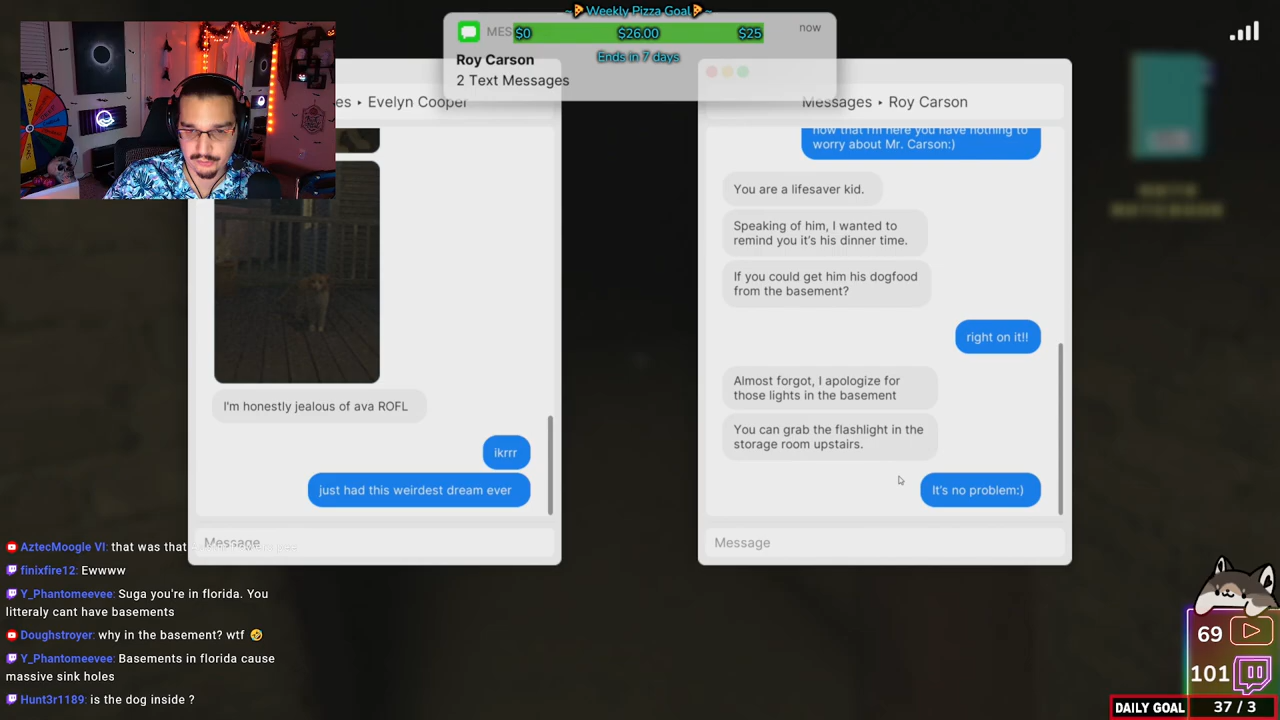 ~🍕Weekly Pizza Goal🍕~
MES
$0
$26.00
$25
now
Ends in 7 days
Roy Carson
2 Text Messages
es ▸ Evelyn Cooper
I'm honestly jealous of ava ROFL
ikrrr
just had this weirdest dream ever
Message
Messages ▸ Roy Carson
now that I'm here you have nothing to
worry about Mr. Carson:)
You are a lifesaver kid.
Speaking of him, I wanted to
remind you it's his dinner time.
If you could get him his dogfood
from the basement?
right on it!!
Almost forgot, I apologize for
those lights in the basement
You can grab the flashlight in the
storage room upstairs.
It's no problem:)
Message
AztecMoogle VI: that was that
finixfire12: Ewwww
Y_Phantomeevee: Suga you're in florida. You
litteraly cant have basements
Doughstroyer: why in the basement? wtf 🤣
Y_Phantomeevee: Basements in florida cause
massive sink holes
Hunt3r1189: is the dog inside ?
69
101
DAILY GOAL 37 / 3